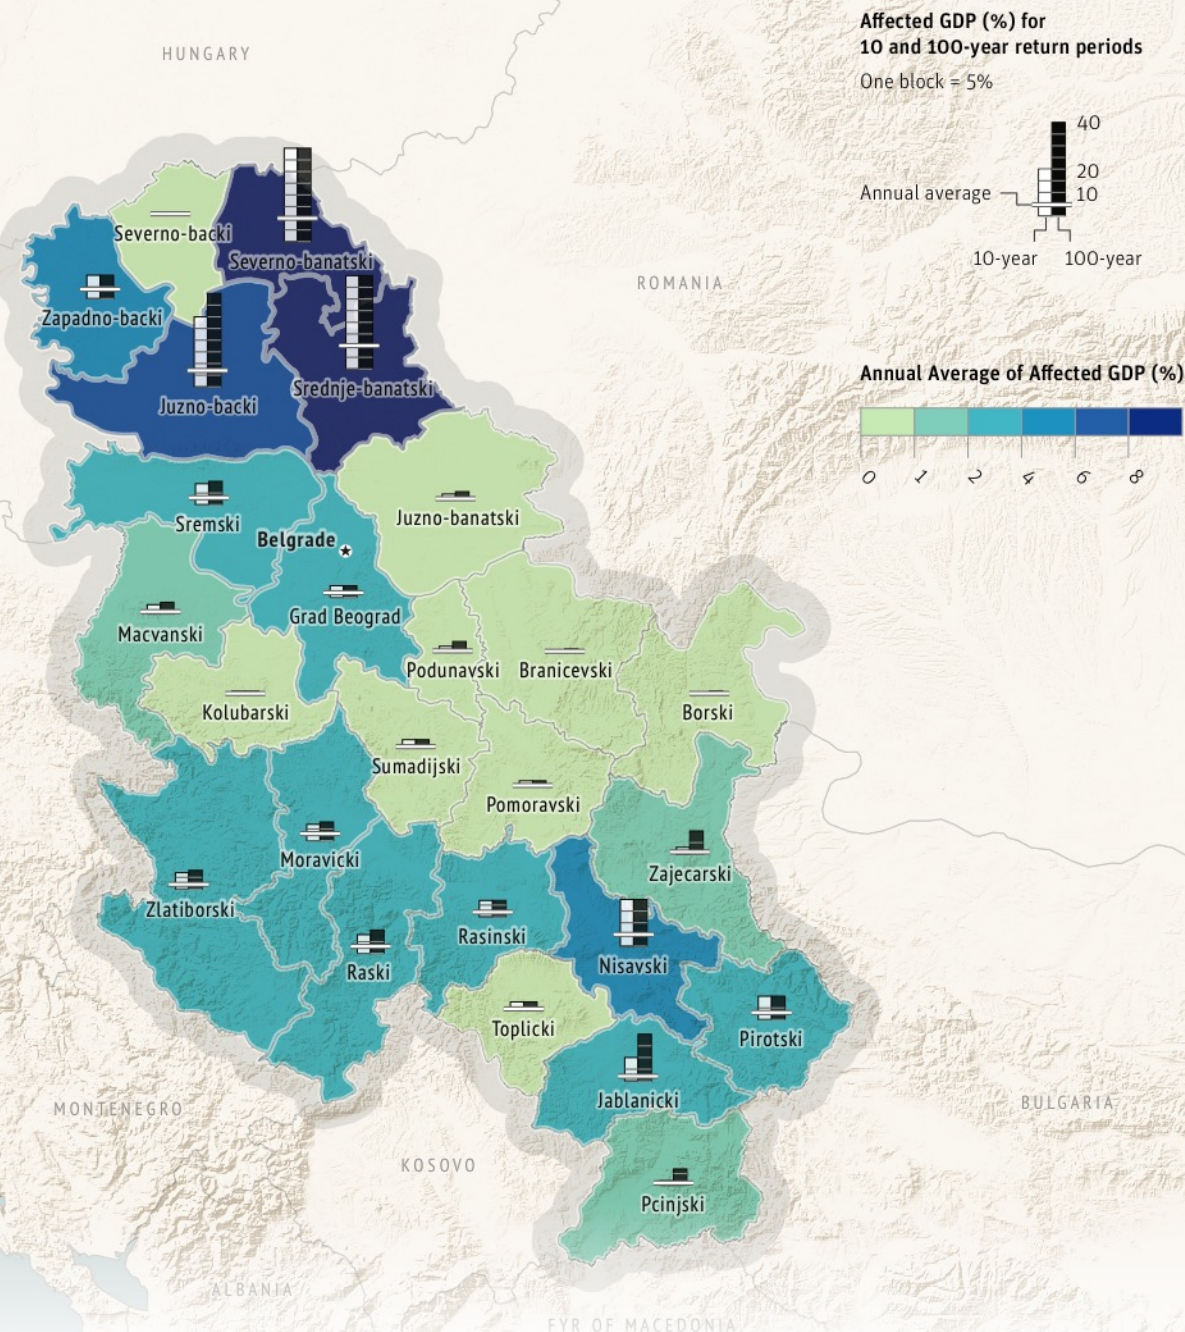 Affected GDP (%) for
10 and 100-year return periods
One block = 5%
40
20
10
Annual average
10-year
100-year
Annual Average of Affected GDP (%)
0
1
2
4
6
8
HUNGARY
ROMANIA
Severno-backi
Severno-banatski
Zapadno-backi
Srednje-banatski
Juzno-backi
Sremski
Juzno-banatski
Belgrade
Grad Beograd
Macvanski
Podunavski
Branicevski
Kolubarski
Borski
Sumadijski
Pomoravski
Moravicki
Zajecarski
Zlatiborski
Rasinski
Raski
Nisavski
Toplicki
Pirotski
Jablanicki
MONTENEGRO
BULGARIA
KOSOVO
Pcinjski
ALBANIA
FYR OF MACEDONIA